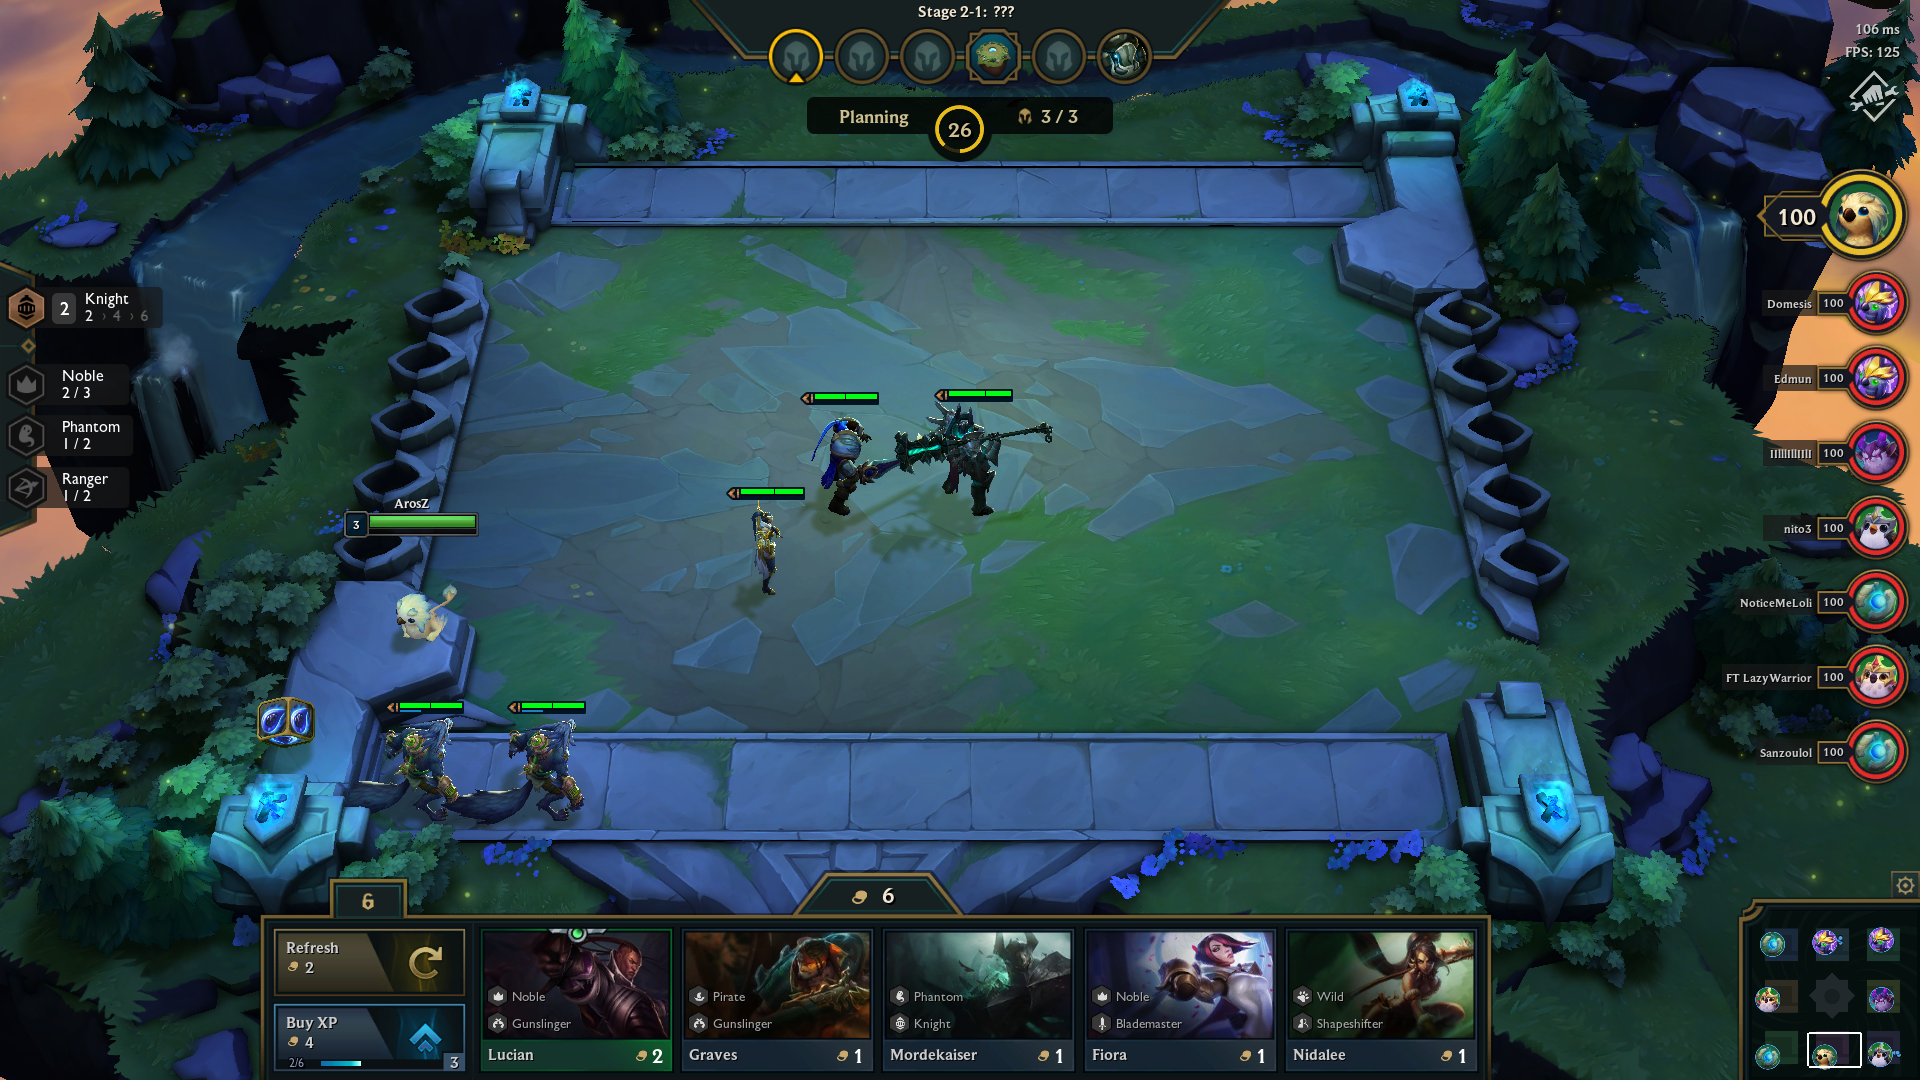 Stage 2-1: ???
106 ms
FPS: 125
Planning
26
3 / 3
100
Domesis 100
Edmun 100
100
nito3 100
NoticeMeLoli 100
FT LazyWarrior 100
Sanzoulol 100
2
Knight
2 › 4 › 6
Noble
2 / 3
Phantom
1 / 2
Ranger
1 / 2
ArosZ
3
6
6
Refresh
2
Buy XP
4
2/6
3
Noble
Gunslinger
Lucian 2
Pirate
Gunslinger
Graves 1
Phantom
Knight
Mordekaiser 1
Noble
Blademaster
Fiora 1
Wild
Shapeshifter
Nidalee 1